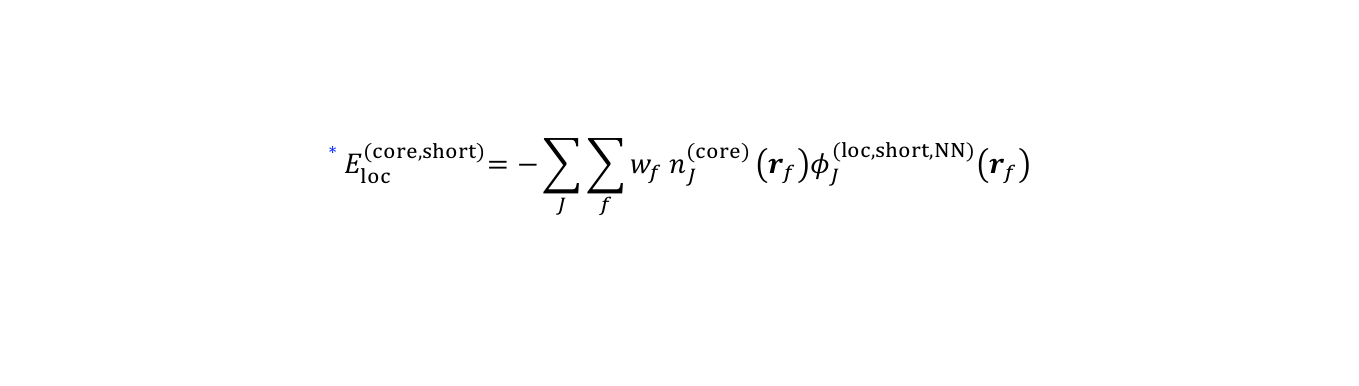 * E_loc^(core,short) = − ∑_J ∑_f w_f n_J^(core) (r_f) ϕ_J^(loc,short,NN) (r_f)